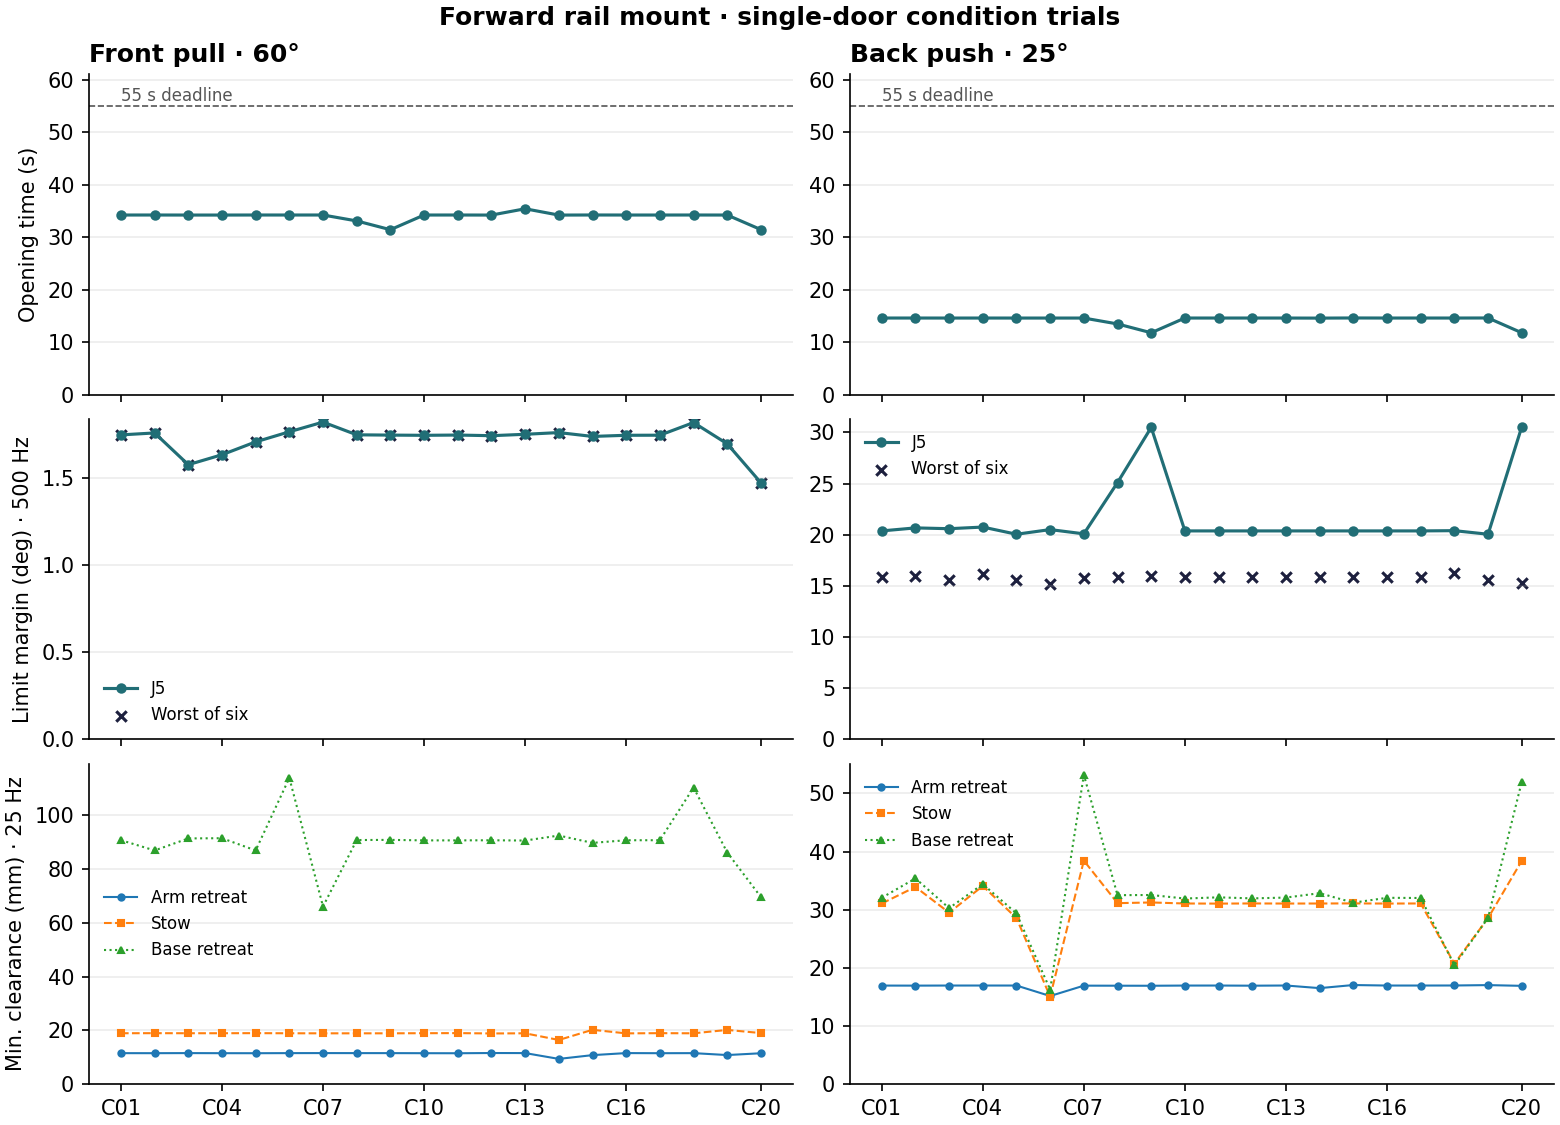 Forward rail mount · single-door condition trials
Front pull · 60°
Back push · 25°
Opening time (s)
60
50
40
30
20
10
0
55 s deadline
60
50
40
30
20
10
0
55 s deadline
Limit margin (deg) · 500 Hz
1.5
1.0
0.5
0.0
J5
Worst of six
30
25
20
15
10
5
0
J5
Worst of six
Min. clearance (mm) · 25 Hz
100
80
60
40
20
0
Arm retreat
Stow
Base retreat
C01 C04 C07 C10 C13 C16 C20
50
40
30
20
10
0
Arm retreat
Stow
Base retreat
C01 C04 C07 C10 C13 C16 C20